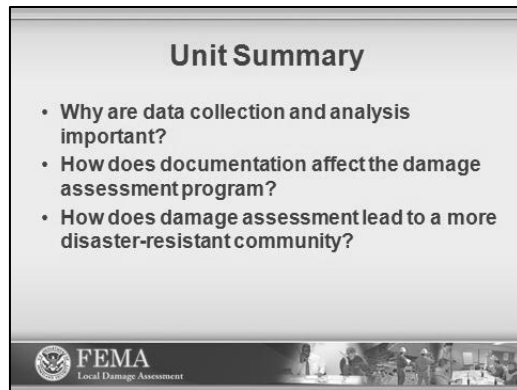 Unit Summary
• Why are data collection and analysis
important?
• How does documentation affect the damage
assessment program?
• How does damage assessment lead to a more
disaster-resistant community?
FEMA
Local Damage Assessment